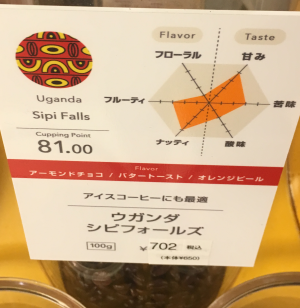 Flavor
Taste
フローラル
甘み
フルーティ
苦味
ナッティ
酸味
Uganda
Sipi Falls
Cupping Point
81.00
Flavor
アーモンドチョコ / バタートースト / オレンジピール
アイスコーヒーにも最適
ウガンダ
シピフォールズ
100g
¥702 税込
(本体¥650)